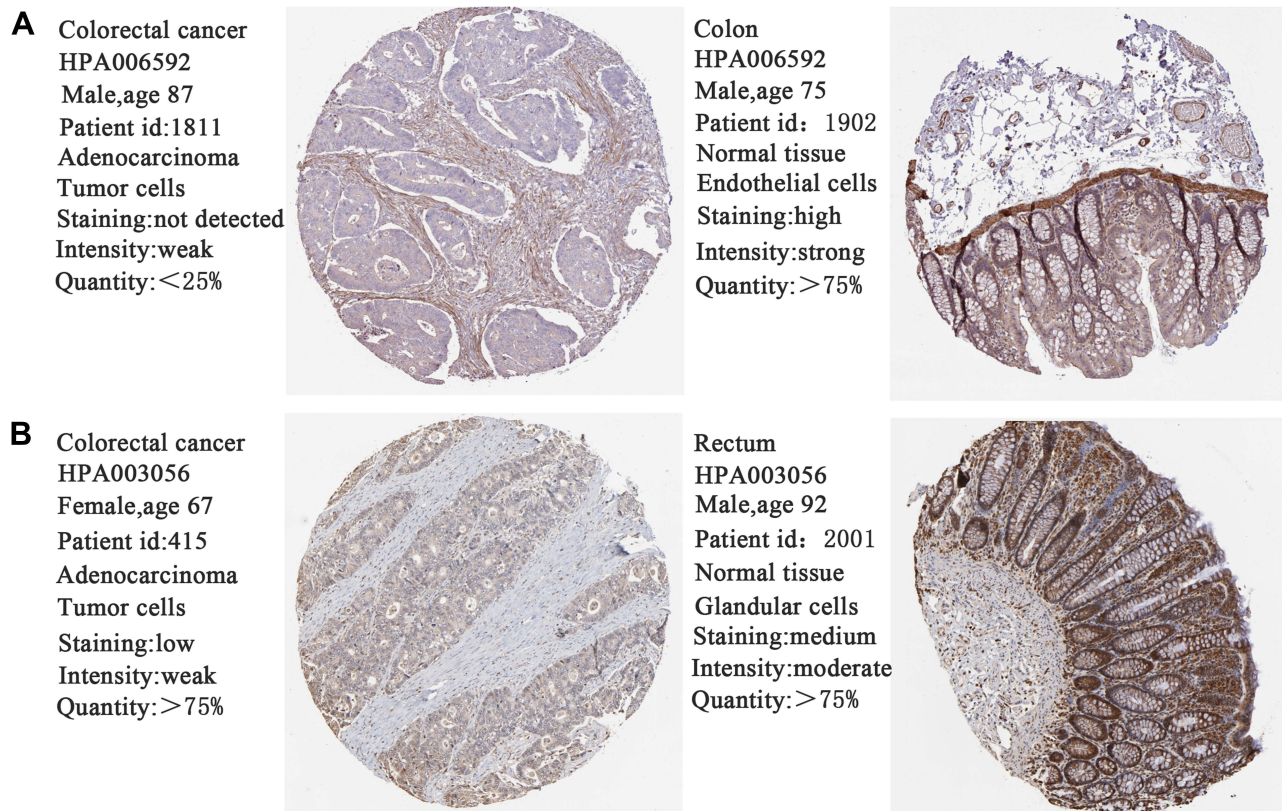 A
Colorectal cancer
HPA006592
Male,age 87
Patient id:1811
Adenocarcinoma
Tumor cells
Staining:not detected
Intensity:weak
Quantity:＜25%
Colon
HPA006592
Male,age 75
Patient id： 1902
Normal tissue
Endothelial cells
Staining:high
Intensity:strong
Quantity:＞75%
B
Colorectal cancer
HPA003056
Female,age 67
Patient id:415
Adenocarcinoma
Tumor cells
Staining:low
Intensity:weak
Quantity:＞75%
Rectum
HPA003056
Male,age 92
Patient id： 2001
Normal tissue
Glandular cells
Staining:medium
Intensity:moderate
Quantity:＞75%